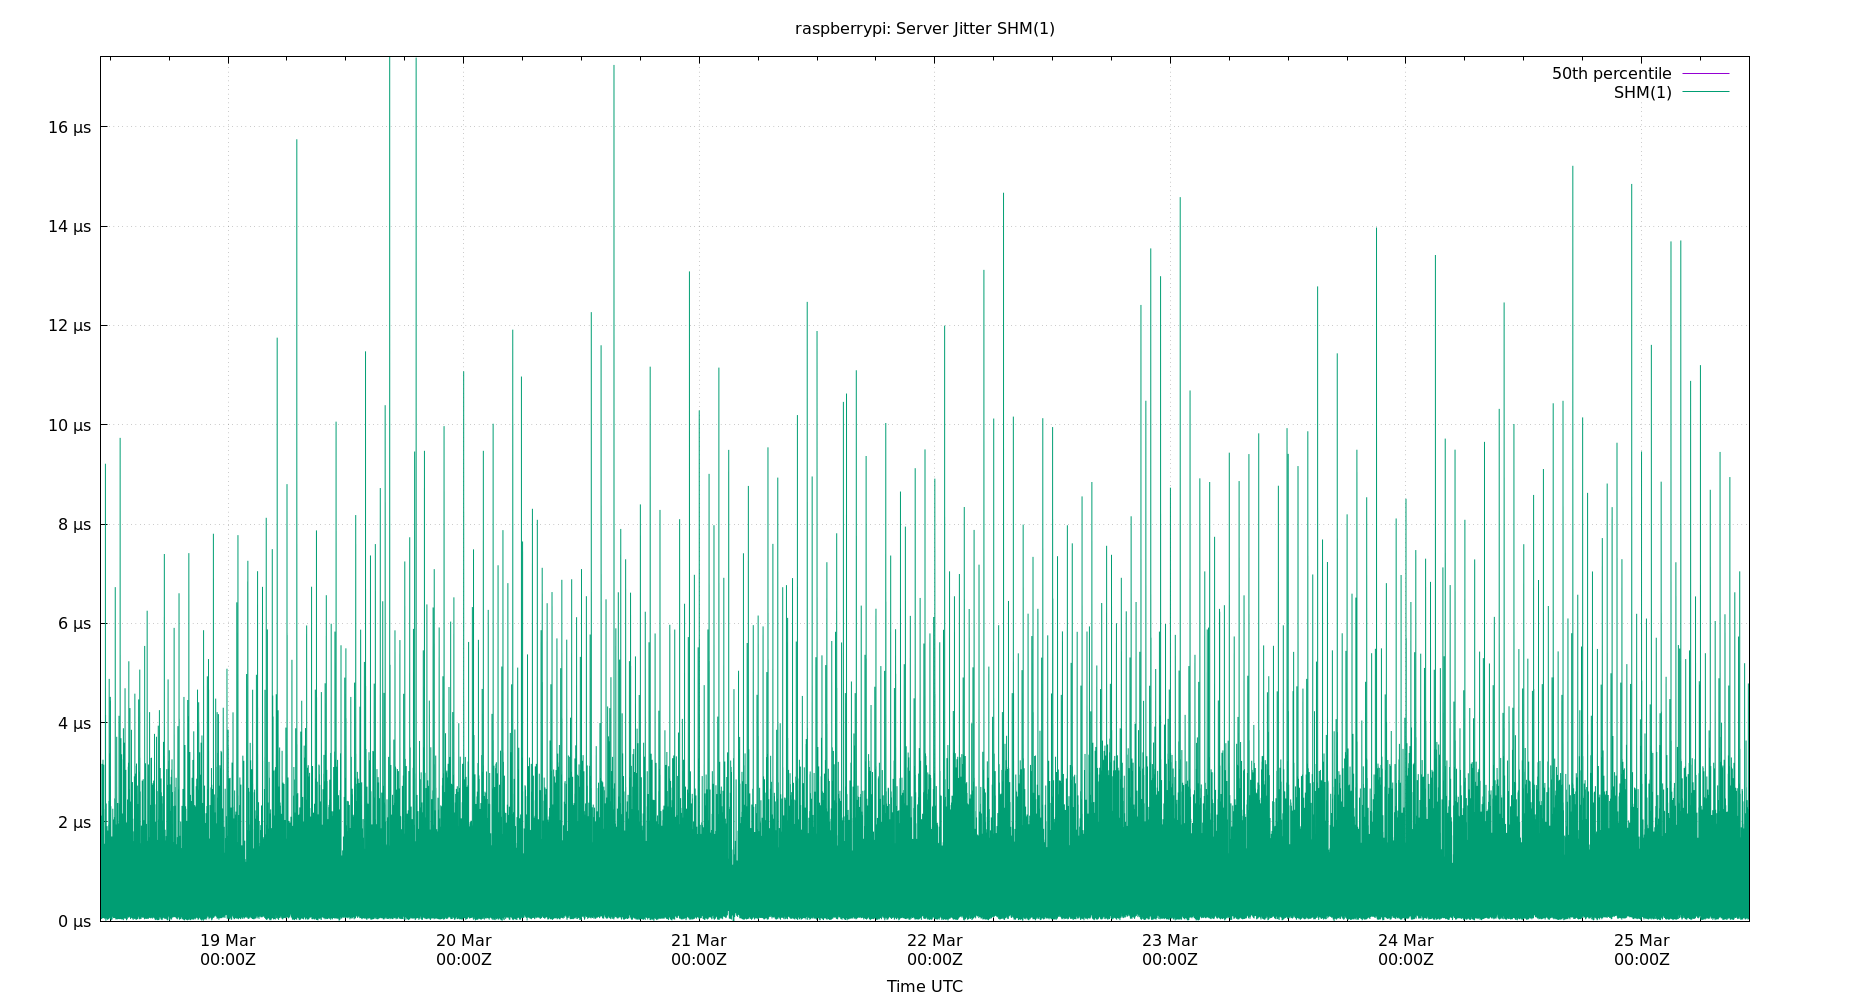 raspberrypi: Server Jitter SHM(1)
50th percentile
SHM(1)
16 µs
14 µs
12 µs
10 µs
8 µs
6 µs
4 µs
2 µs
0 µs
19 Mar 20 Mar 21 Mar 22 Mar 23 Mar 24 Mar 25 Mar
00:00Z 00:00Z 00:00Z 00:00Z 00:00Z 00:00Z 00:00Z
Time UTC